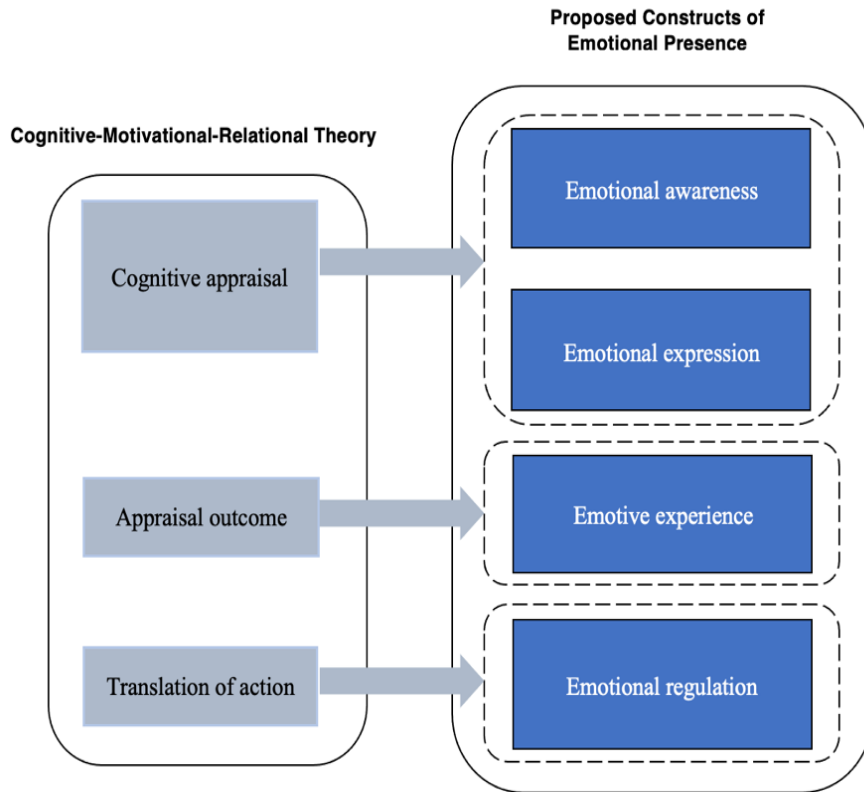 Proposed Constructs of
Emotional Presence
Cognitive-Motivational-Relational Theory
Cognitive appraisal
Emotional awareness
Emotional expression
Appraisal outcome
Emotive experience
Translation of action
Emotional regulation